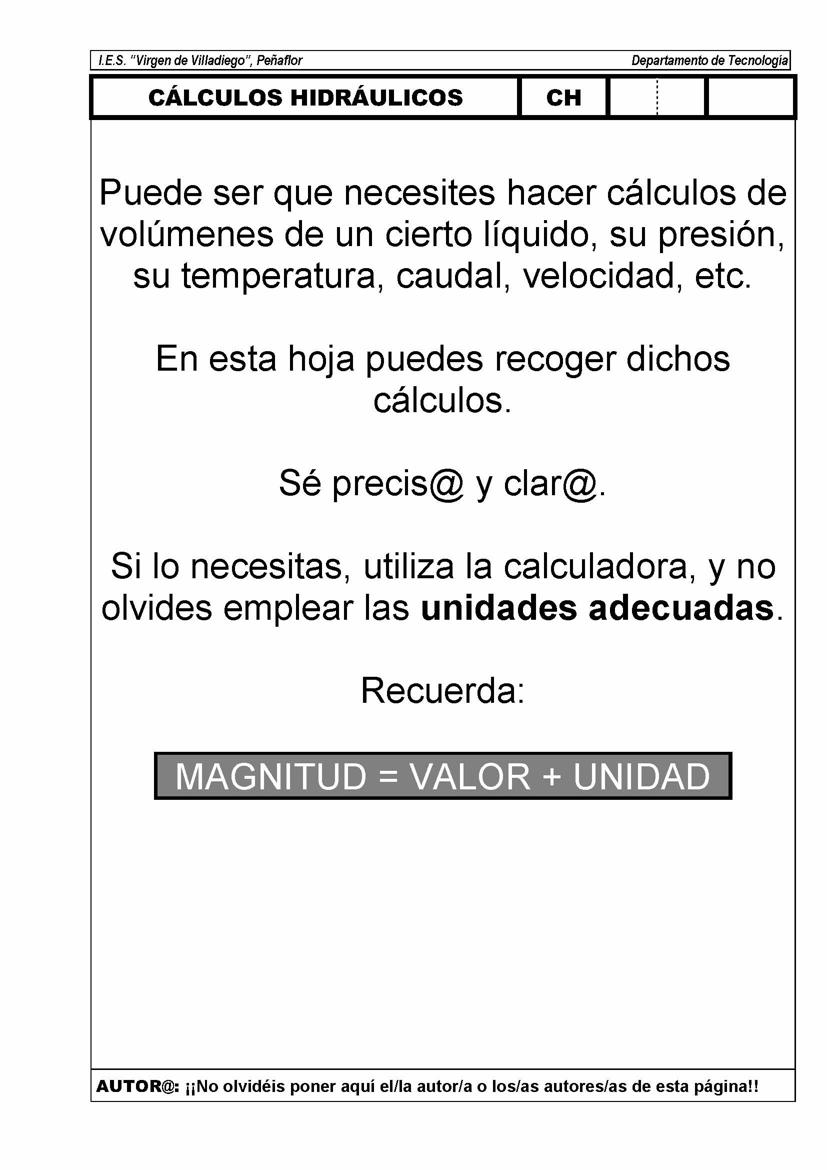 I.E.S. "Virgen de Villadiego", Peñaflor Departamento de Tecnología
CÁLCULOS HIDRÁULICOS CH
Puede ser que necesites hacer cálculos de
volúmenes de un cierto líquido, su presión,
su temperatura, caudal, velocidad, etc.
En esta hoja puedes recoger dichos
cálculos.
Sé precis@ y clar@.
Si lo necesitas, utiliza la calculadora, y no
olvides emplear las unidades adecuadas.
Recuerda:
MAGNITUD = VALOR + UNIDAD
AUTOR@: ¡¡No olvidéis poner aquí el/la autor/a o los/as autores/as de esta página!!